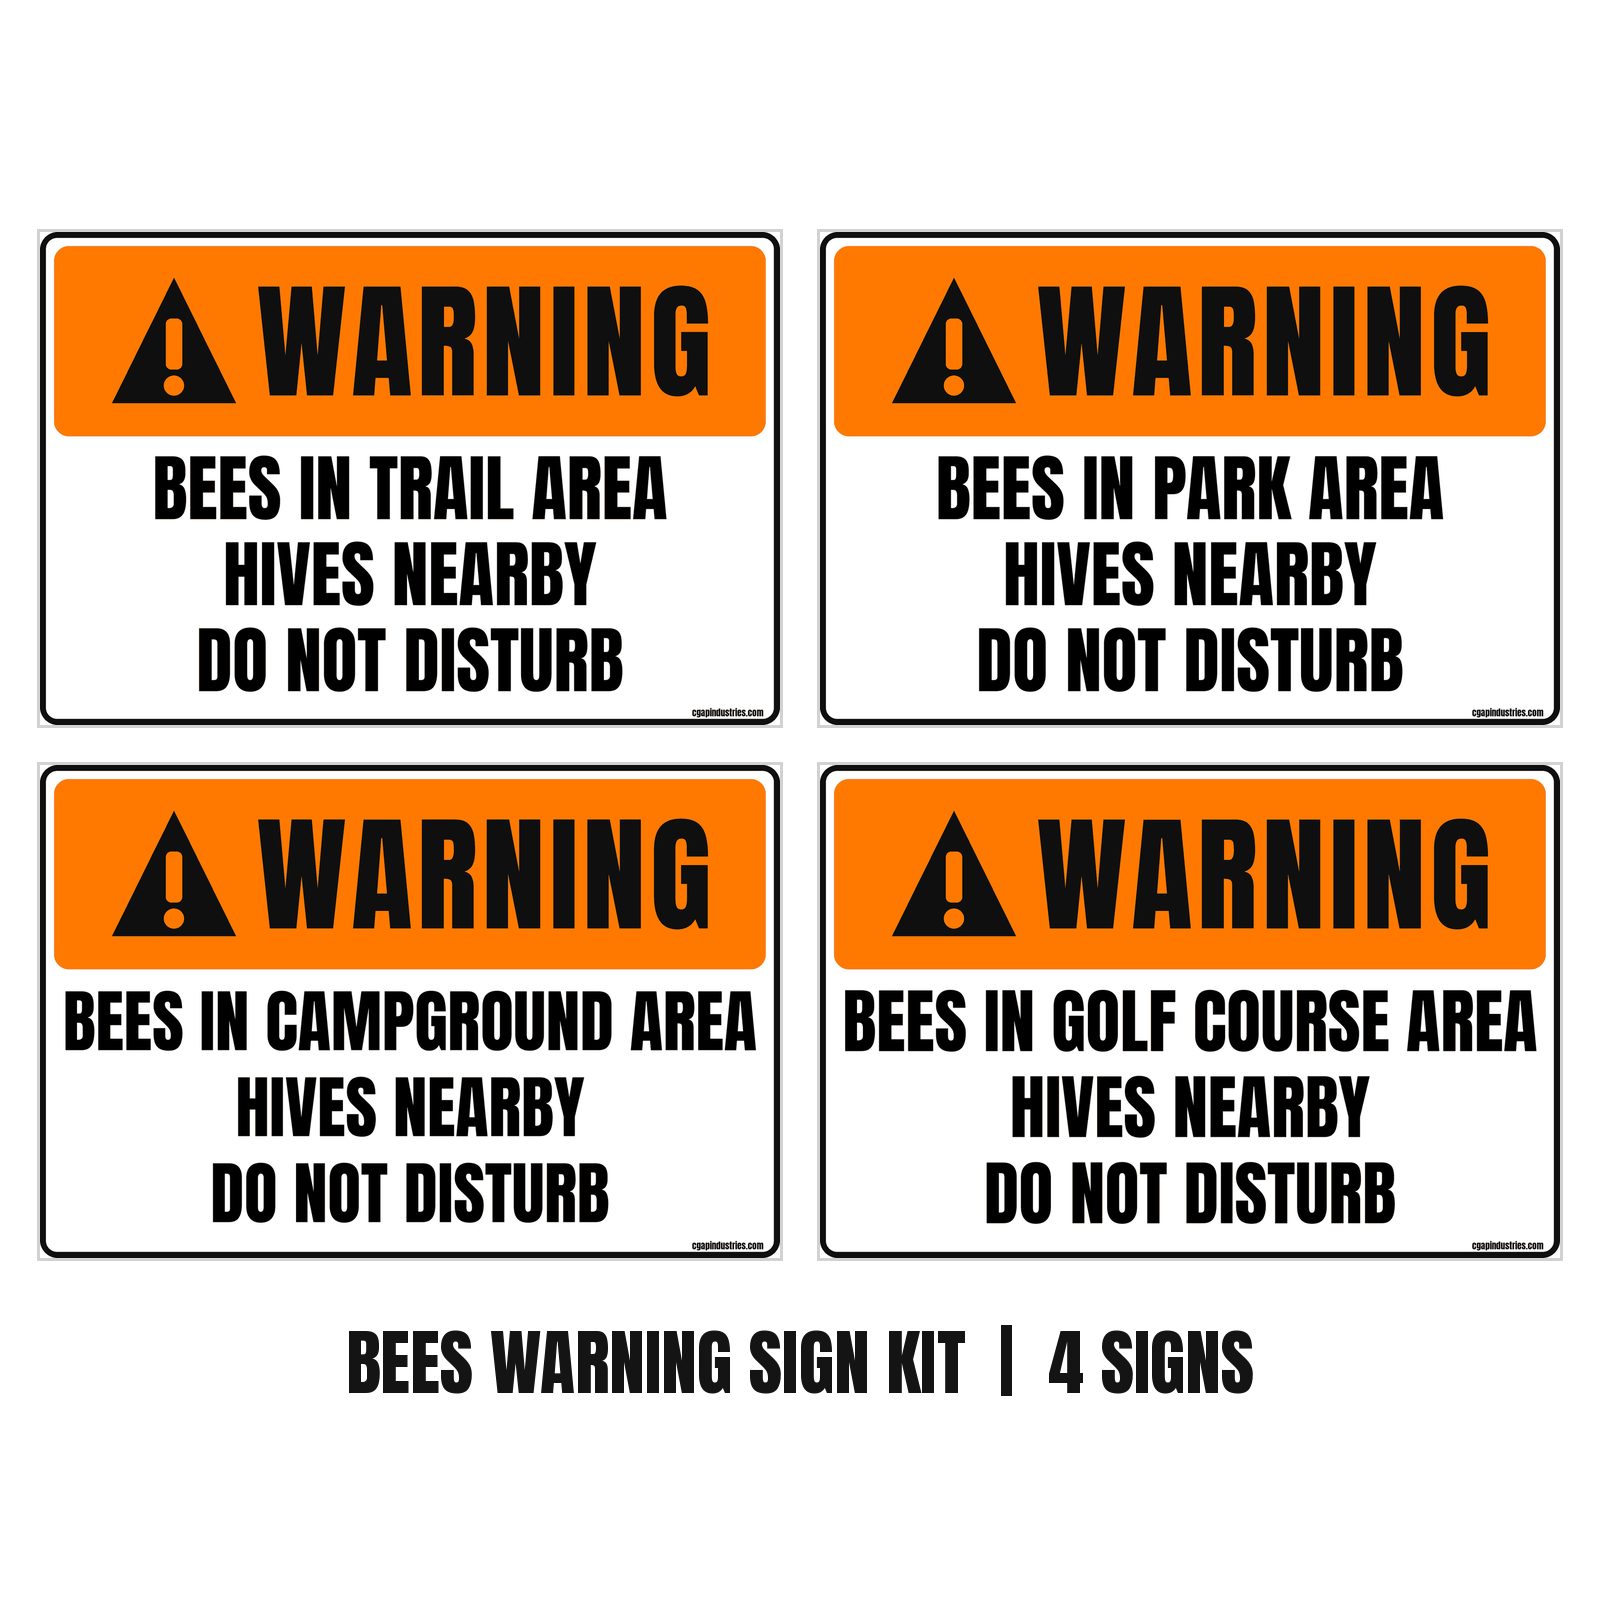 WARNING
BEES IN TRAIL AREA
HIVES NEARBY
DO NOT DISTURB
cgapindustries.com
WARNING
BEES IN PARK AREA
HIVES NEARBY
DO NOT DISTURB
cgapindustries.com
WARNING
BEES IN CAMPGROUND AREA
HIVES NEARBY
DO NOT DISTURB
cgapindustries.com
WARNING
BEES IN GOLF COURSE AREA
HIVES NEARBY
DO NOT DISTURB
cgapindustries.com
BEES WARNING SIGN KIT | 4 SIGNS